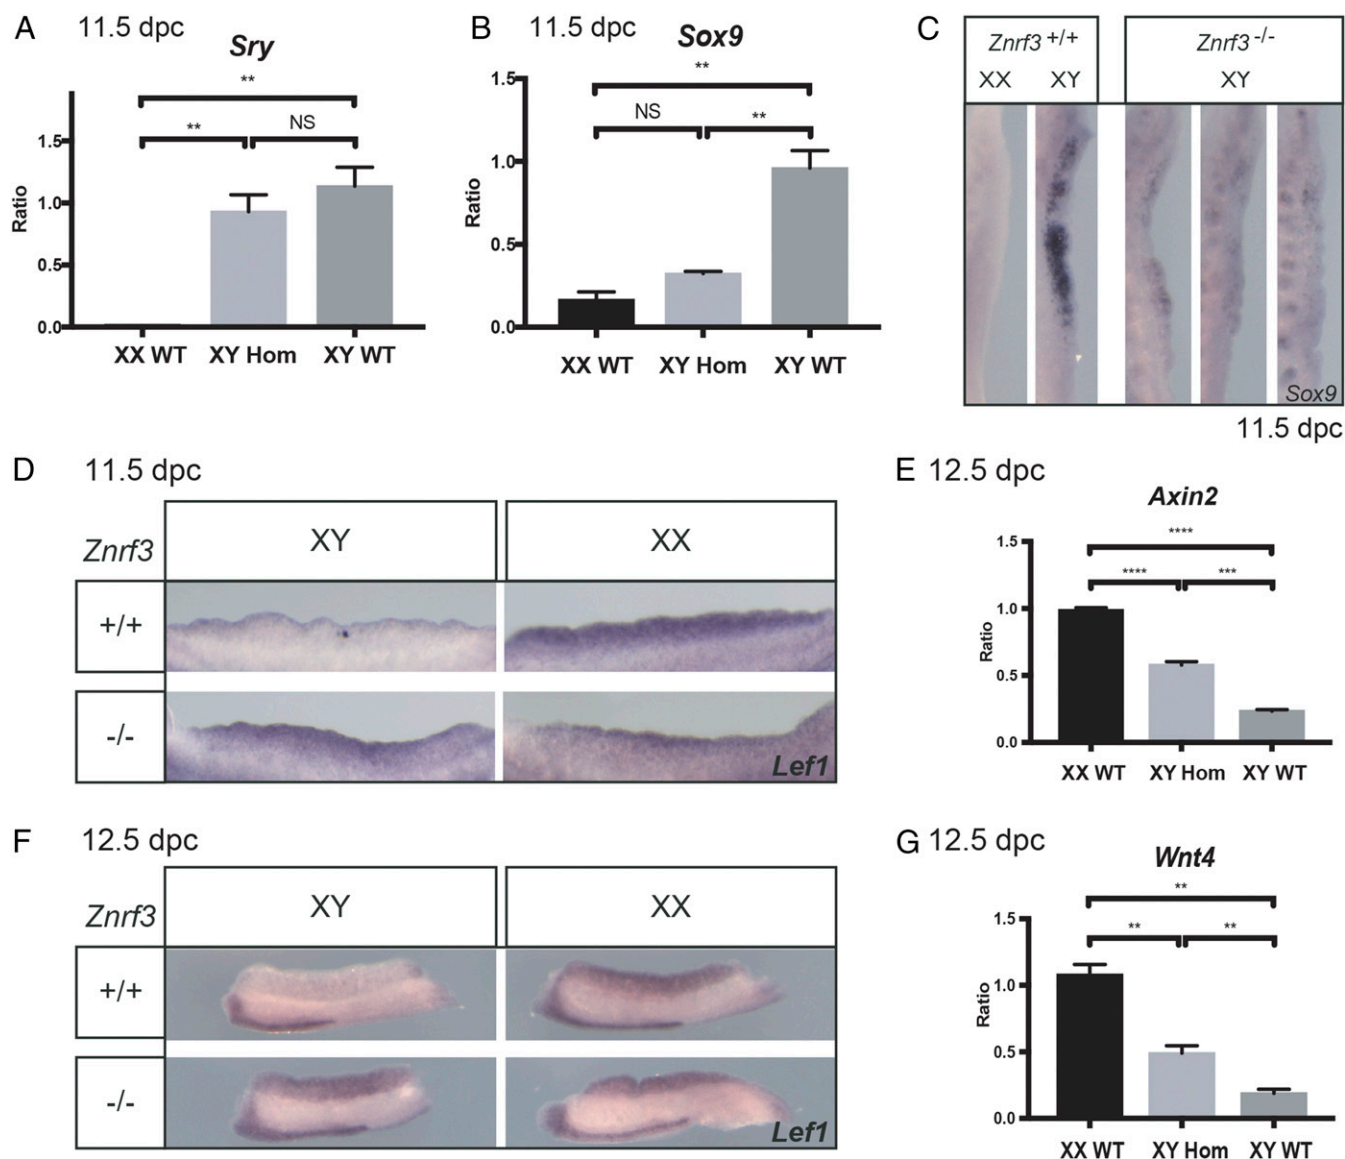 A 11.5 dpc
Sry
**
**
NS
Ratio
1.5
1.0
0.5
0.0
XX WT XY Hom XY WT
B 11.5 dpc
Sox9
**
NS
**
Ratio
1.5
1.0
0.5
0.0
XX WT XY Hom XY WT
C
Znrf3 +/+ Znrf3 -/-
XX XY XY
Sox9
11.5 dpc
D 11.5 dpc
Znrf3 XY XX
+/+
-/-
Lef1
E 12.5 dpc
Axin2
****
**** ***
Ratio
1.5
1.0
0.5
0.0
XX WT XY Hom XY WT
F 12.5 dpc
Znrf3 XY XX
+/+
-/-
Lef1
G 12.5 dpc
Wnt4
**
** **
Ratio
1.5
1.0
0.5
0.0
XX WT XY Hom XY WT